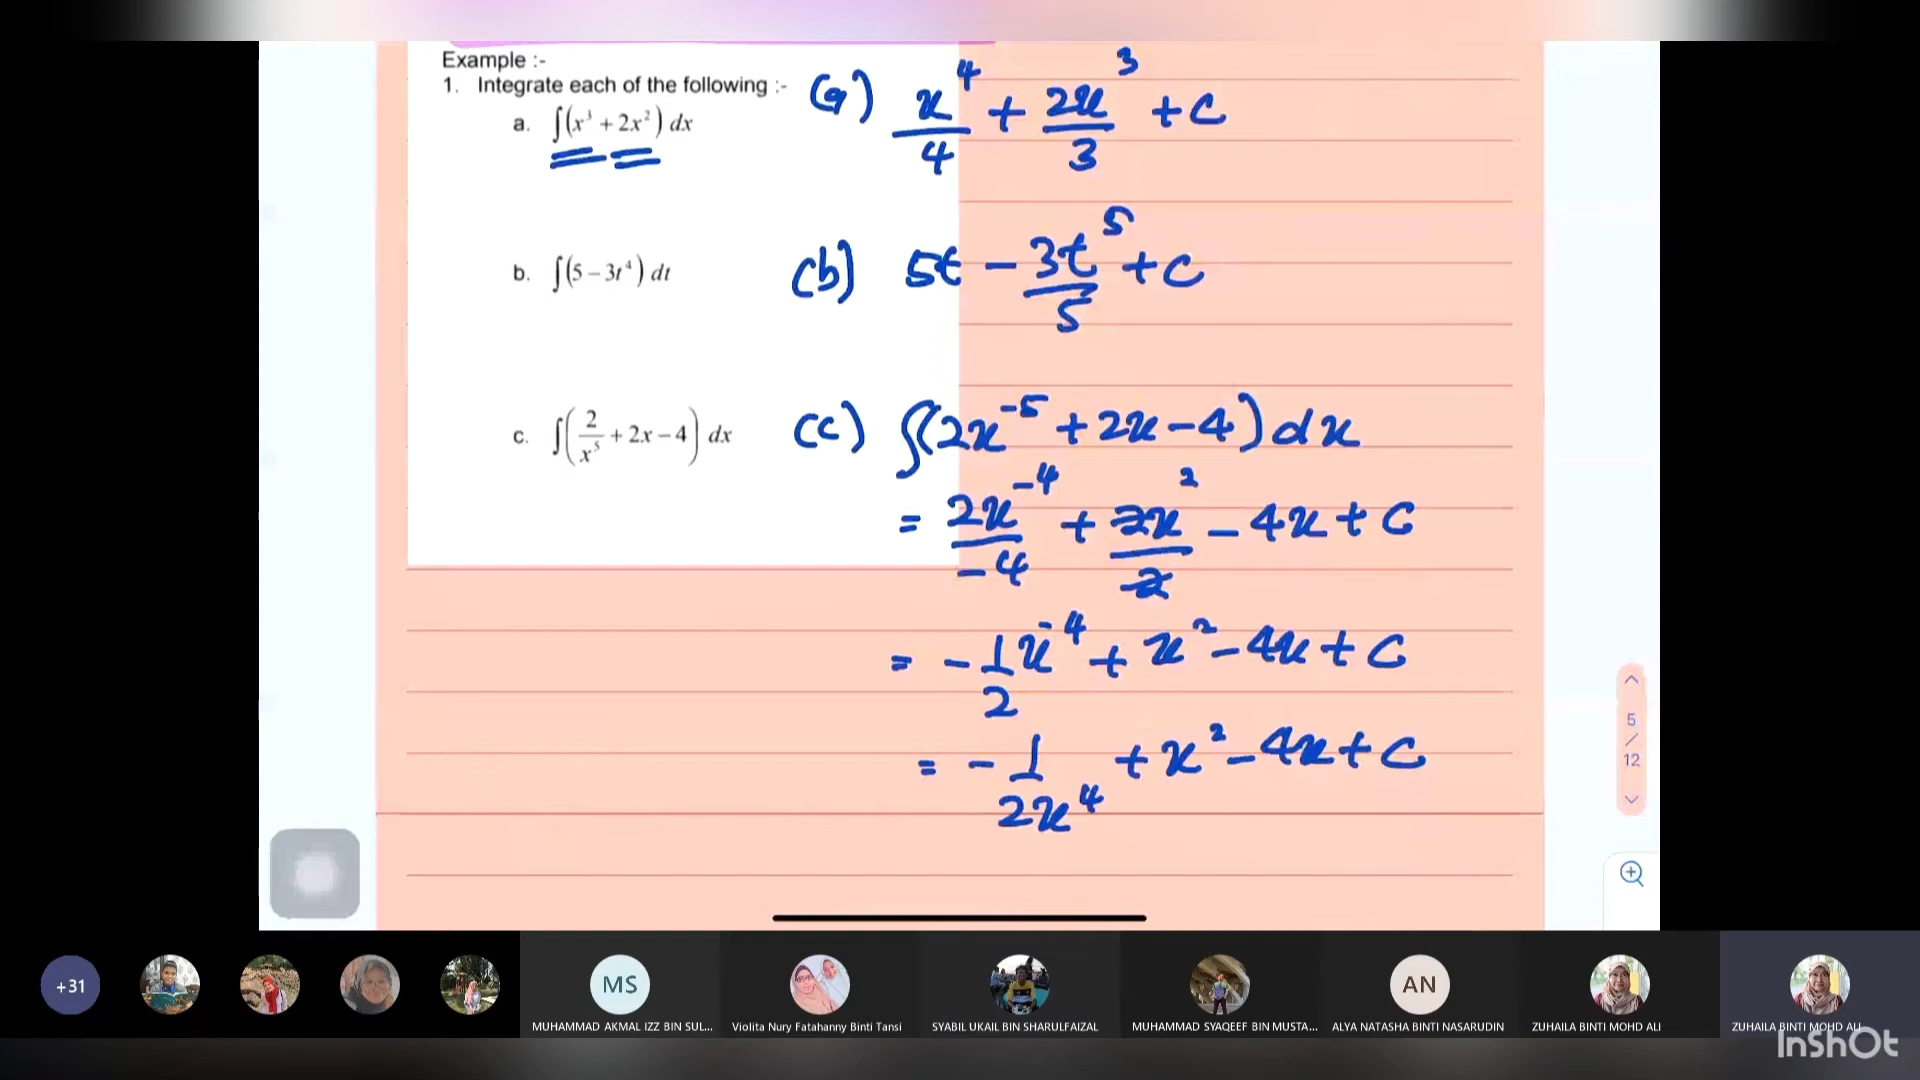 Example :-
1. Integrate each of the following :-
a. ∫(x³ + 2x²) dx
(a) x⁴/4 + 2x³/3 + c
b. ∫(5 – 3t⁴) dt
(b) 5t – 3t⁵/5 + c
c. ∫(2/x⁵ + 2x – 4) dx
(c) ∫(2x⁻⁵ + 2x – 4) dx
= 2x⁻⁴/–4 + 2x²/2 – 4x + c
= – 1/2 x⁻⁴ + x² – 4x + c
= – 1/2x⁴ + x² – 4x + c
5
/
12
+31
MS
AN
MUHAMMAD AKMAL IZZ BIN SUL...
Violita Nury Fatahanny Binti Tansi
SYABIL UKAIL BIN SHARULFAIZAL
MUHAMMAD SYAQEEF BIN MUSTA...
ALYA NATASHA BINTI NASARUDIN
ZUHAILA BINTI MOHD ALI
ZUHAILA BINTI MOHD ALI
InShOt